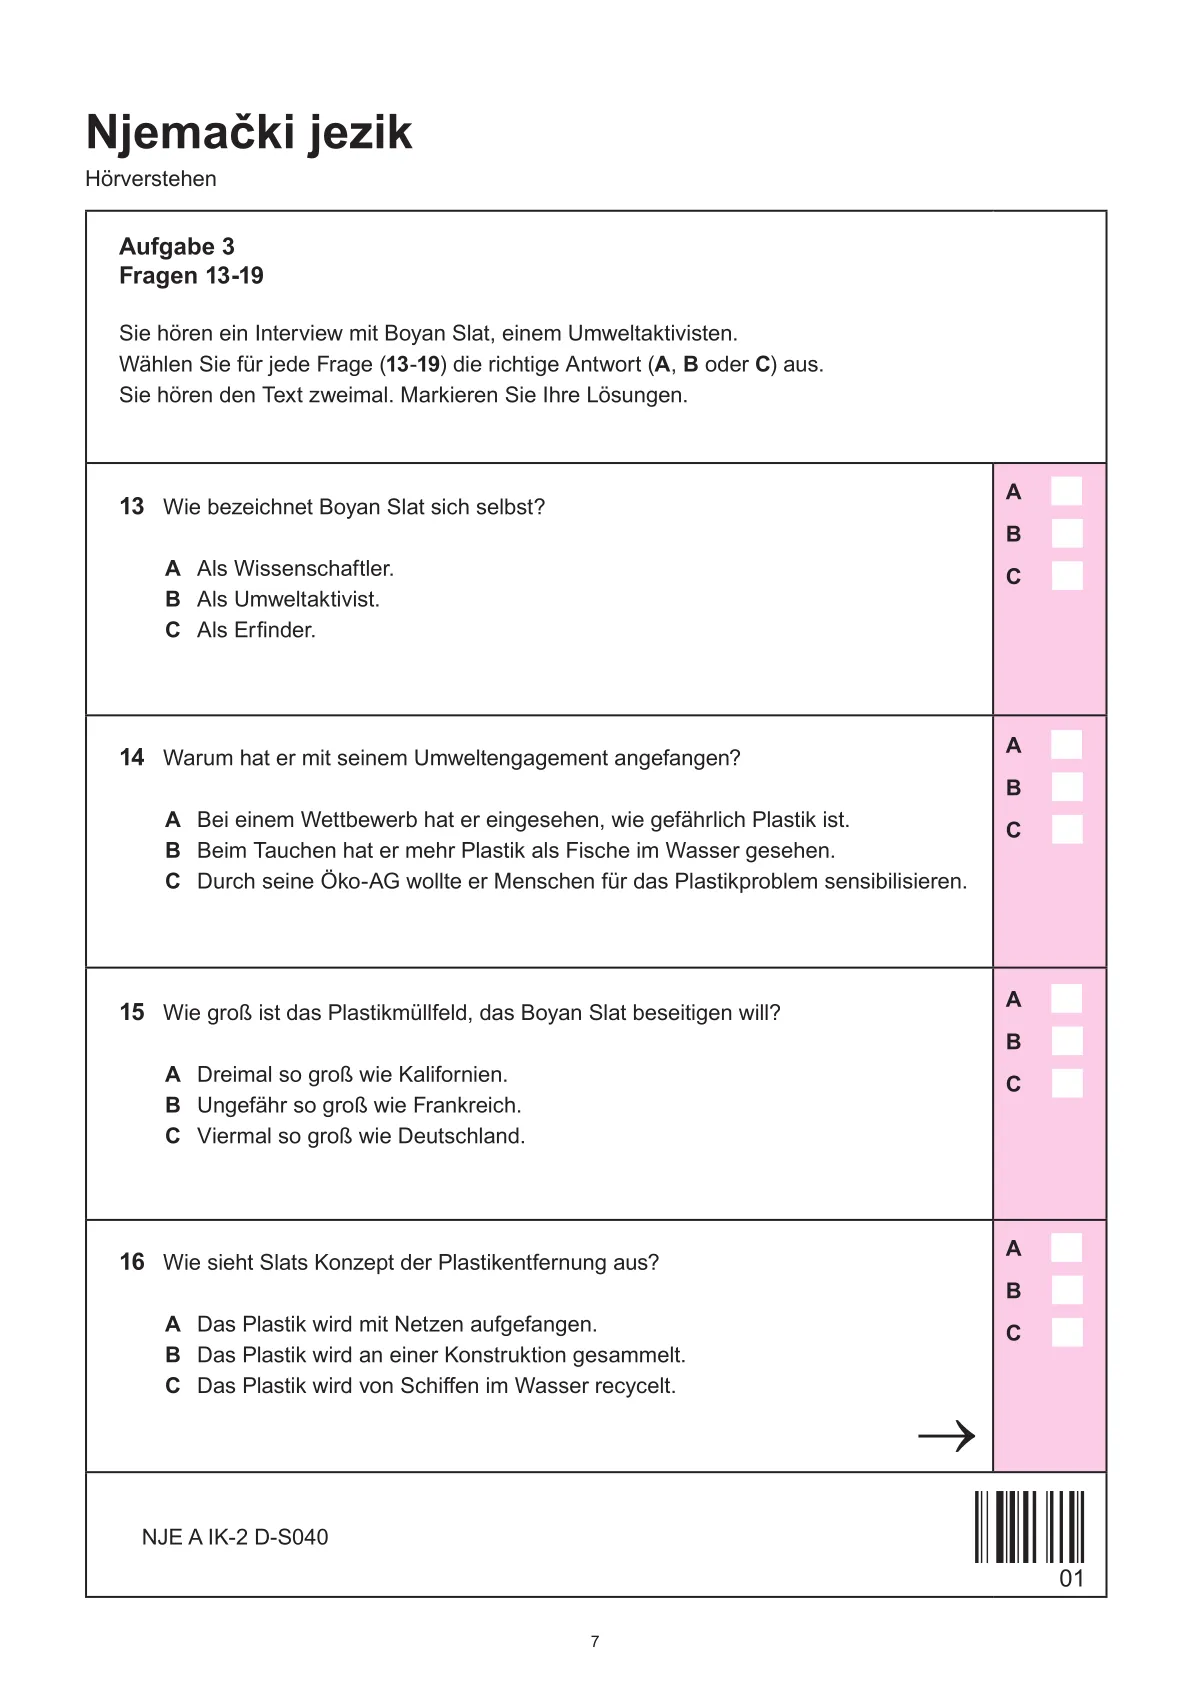 Njemački jezik
Hörverstehen
Aufgabe 3
Fragen 13-19
Sie hören ein Interview mit Boyan Slat, einem Umweltaktivisten.
Wählen Sie für jede Frage (13-19) die richtige Antwort (A, B oder C) aus.
Sie hören den Text zweimal. Markieren Sie Ihre Lösungen.
13 Wie bezeichnet Boyan Slat sich selbst?
A Als Wissenschaftler.
B Als Umweltaktivist.
C Als Erfinder.
A
B
C
14 Warum hat er mit seinem Umweltengagement angefangen?
A Bei einem Wettbewerb hat er eingesehen, wie gefährlich Plastik ist.
B Beim Tauchen hat er mehr Plastik als Fische im Wasser gesehen.
C Durch seine Öko-AG wollte er Menschen für das Plastikproblem sensibilisieren.
A
B
C
15 Wie groß ist das Plastikmüllfeld, das Boyan Slat beseitigen will?
A Dreimal so groß wie Kalifornien.
B Ungefähr so groß wie Frankreich.
C Viermal so groß wie Deutschland.
A
B
C
16 Wie sieht Slats Konzept der Plastikentfernung aus?
A Das Plastik wird mit Netzen aufgefangen.
B Das Plastik wird an einer Konstruktion gesammelt.
C Das Plastik wird von Schiffen im Wasser recycelt.
A
B
C
NJE A IK-2 D-S040
01
7